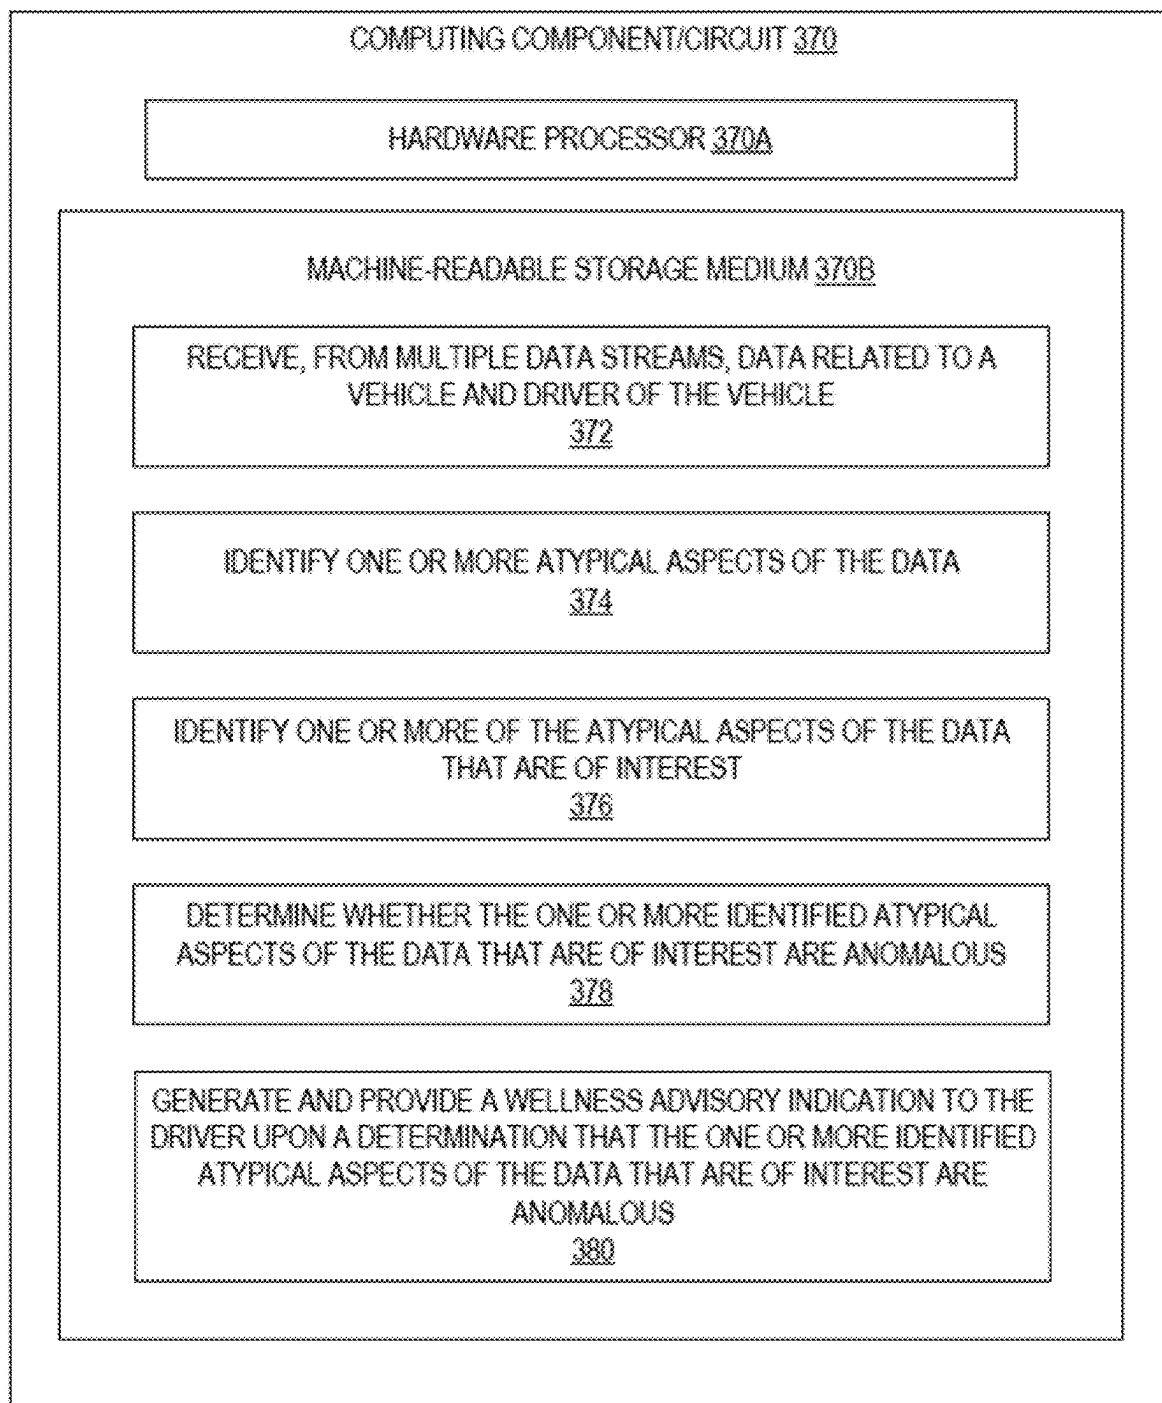 COMPUTING COMPONENT/CIRCUIT 370
HARDWARE PROCESSOR 370A
MACHINE-READABLE STORAGE MEDIUM 370B
RECEIVE, FROM MULTIPLE DATA STREAMS, DATA RELATED TO A
VEHICLE AND DRIVER OF THE VEHICLE
372
IDENTIFY ONE OR MORE ATYPICAL ASPECTS OF THE DATA
374
IDENTIFY ONE OR MORE OF THE ATYPICAL ASPECTS OF THE DATA
THAT ARE OF INTEREST
376
DETERMINE WHETHER THE ONE OR MORE IDENTIFIED ATYPICAL
ASPECTS OF THE DATA THAT ARE OF INTEREST ARE ANOMALOUS
378
GENERATE AND PROVIDE A WELLNESS ADVISORY INDICATION TO THE
DRIVER UPON A DETERMINATION THAT THE ONE OR MORE IDENTIFIED
ATYPICAL ASPECTS OF THE DATA THAT ARE OF INTEREST ARE
ANOMALOUS
380